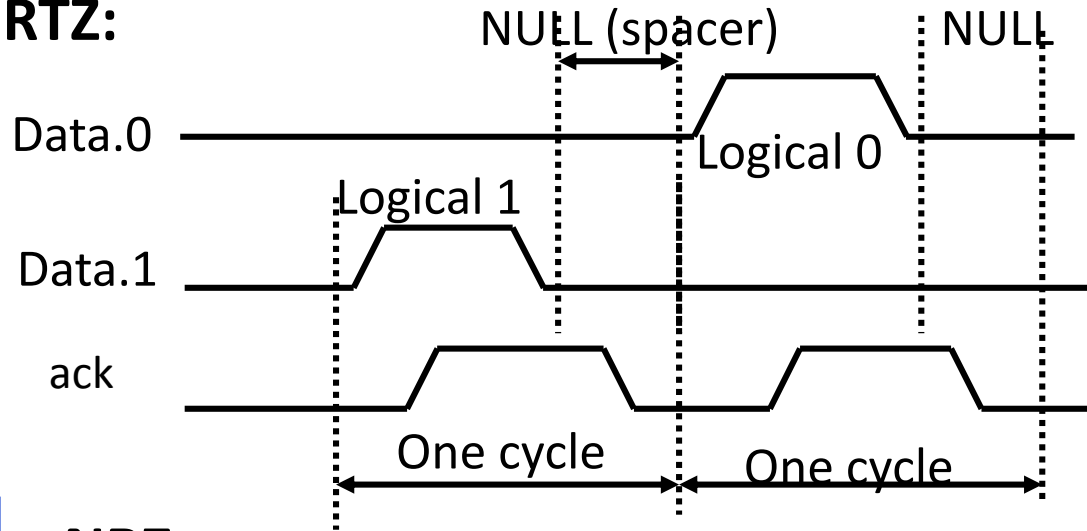 RTZ:
NULL (spacer)
NULL
Data.0
Logical 0
Logical 1
Data.1
ack
One cycle
One cycle